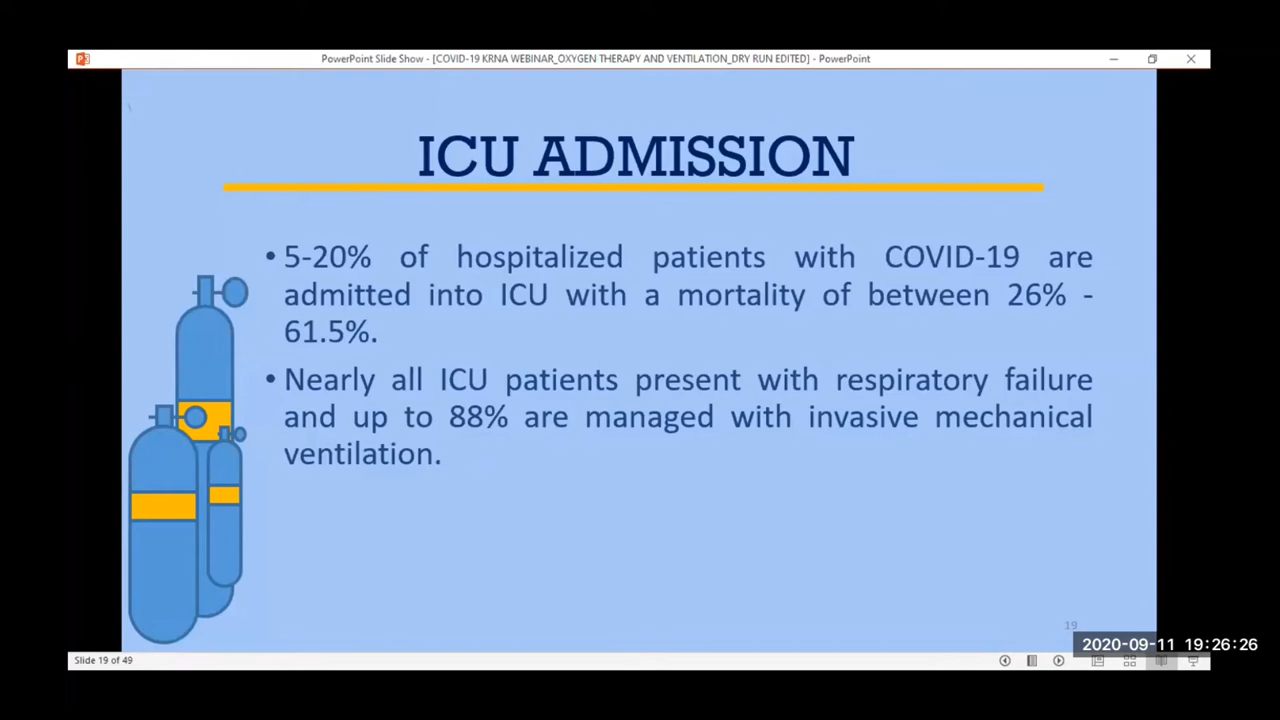 PowerPoint Slide Show - [COVID-19 KRNA WEBINAR_OXYGEN THERAPY AND VENTILATION_DRY RUN EDITED] - PowerPoint
ICU ADMISSION
• 5-20% of hospitalized patients with COVID-19 are
admitted into ICU with a mortality of between 26% -
61.5%.
• Nearly all ICU patients present with respiratory failure
and up to 88% are managed with invasive mechanical
ventilation.
19
2020-09-11 19:26:26
Slide 19 of 49